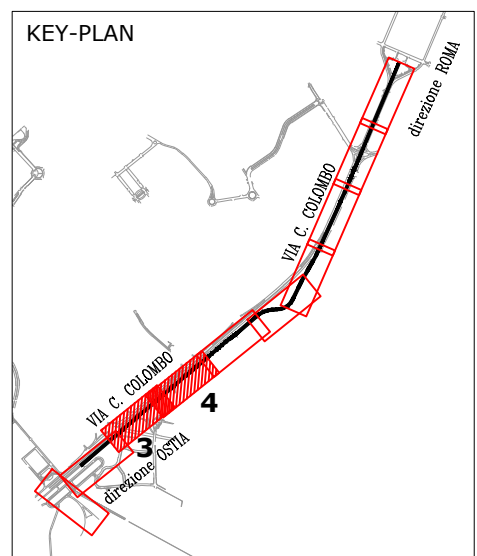 KEY-PLAN
direzione ROMA
VIA C. COLOMBO
VIA C. COLOMBO
4
3
direzione OSTIA